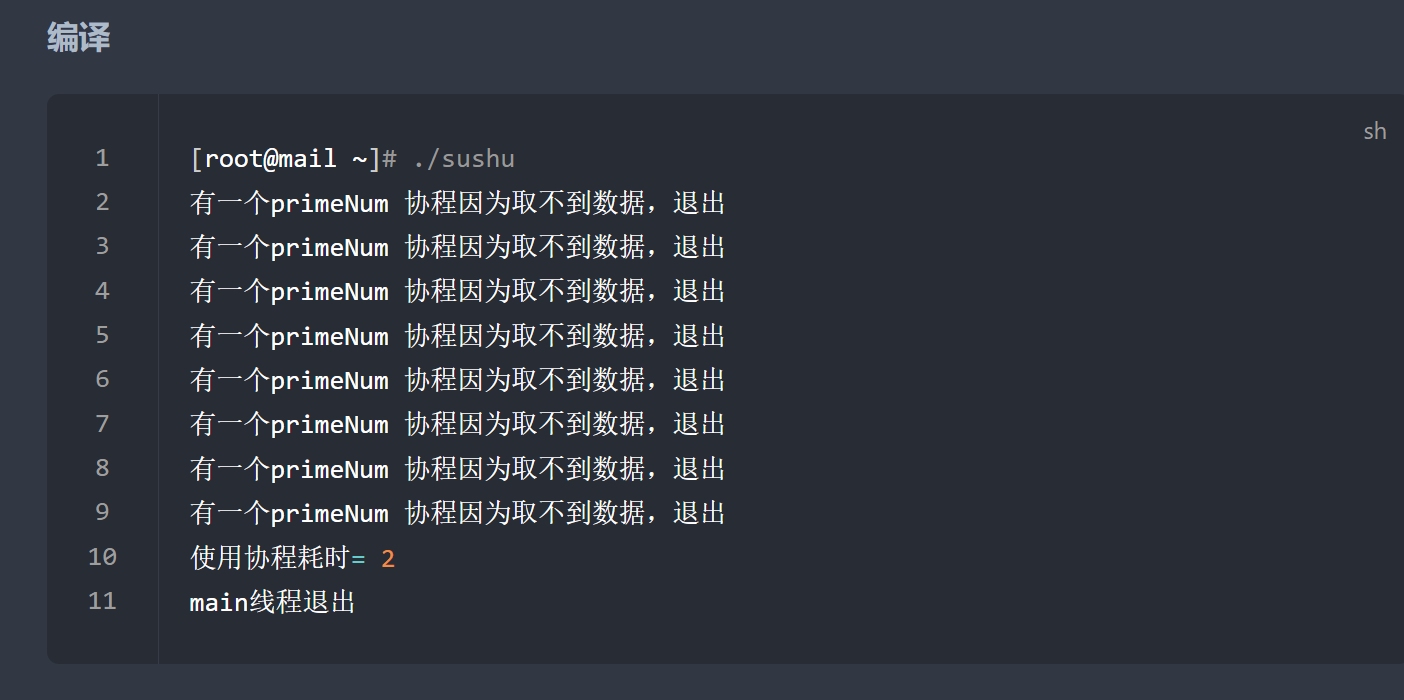 编译
sh
1 [root@mail ~]# ./sushu
2 有一个primeNum 协程因为取不到数据，退出
3 有一个primeNum 协程因为取不到数据，退出
4 有一个primeNum 协程因为取不到数据，退出
5 有一个primeNum 协程因为取不到数据，退出
6 有一个primeNum 协程因为取不到数据，退出
7 有一个primeNum 协程因为取不到数据，退出
8 有一个primeNum 协程因为取不到数据，退出
9 有一个primeNum 协程因为取不到数据，退出
10 使用协程耗时= 2
11 main线程退出